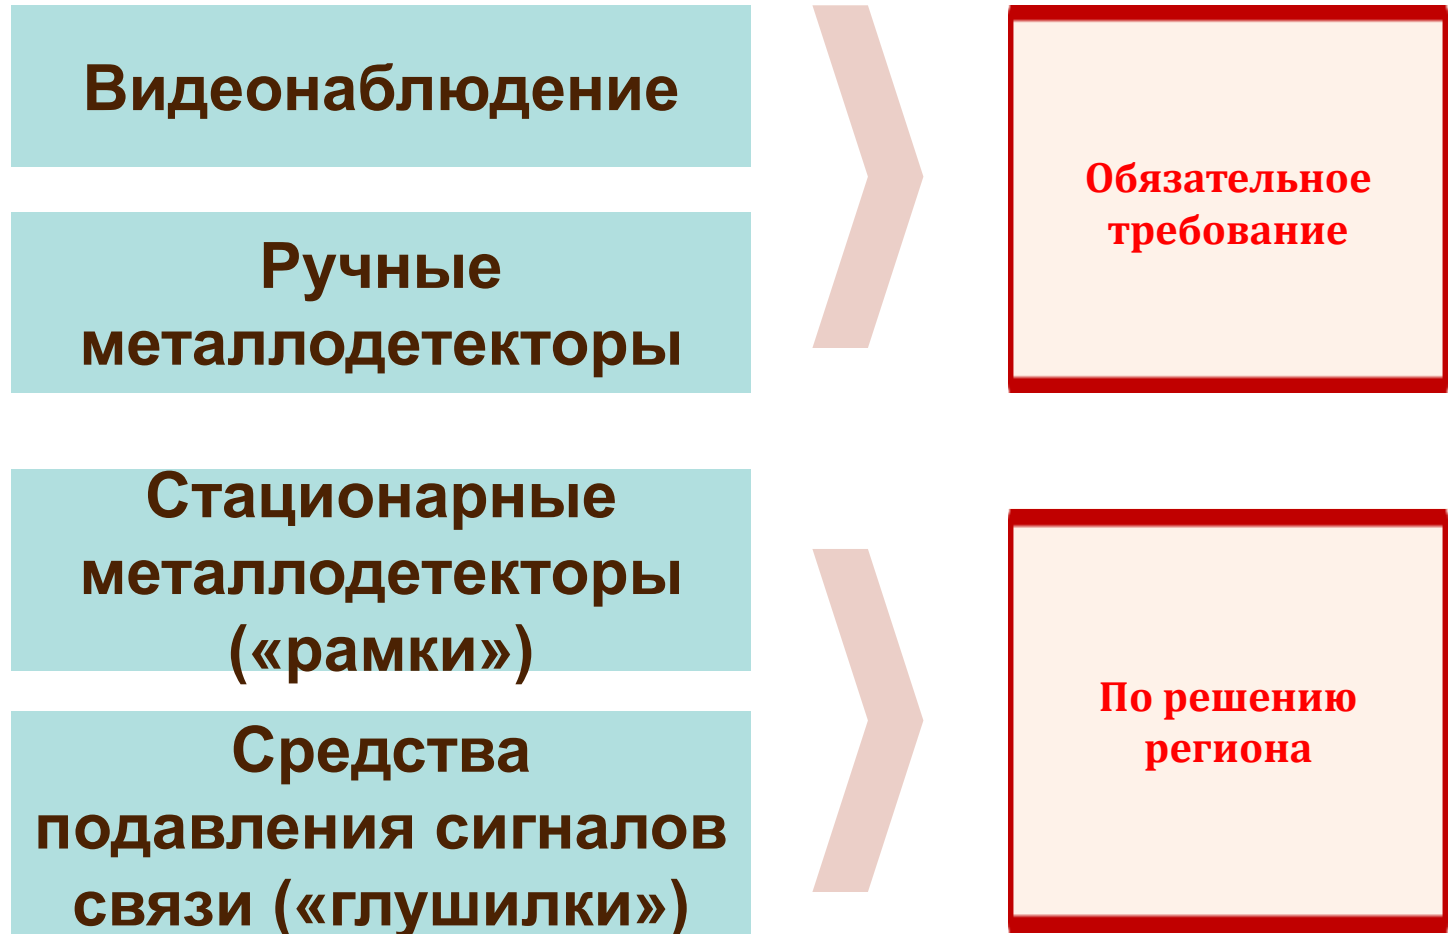 Видеонаблюдение
Ручные
металлодетекторы
Обязательное
требование
Стационарные
металлодетекторы
(«рамки»)
Средства
подавления сигналов
связи («глушилки»)
По решению
региона